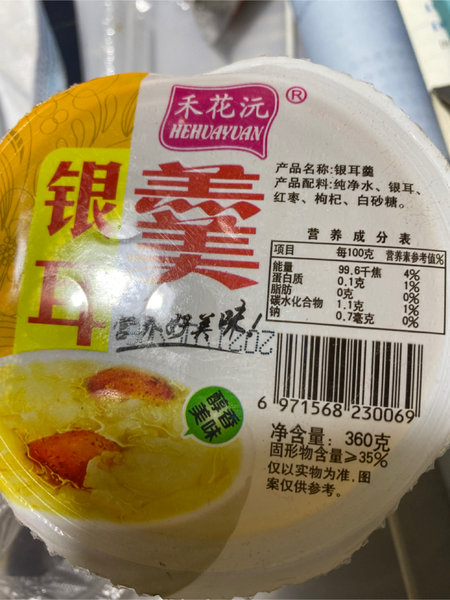 禾花沅®
HEHUAYUAN
银耳羹
产品名称:银耳羹
产品配料:纯净水、银耳、
红枣、枸杞、白砂糖。
营养成分表
项目 每100克 营养素参考值%
能量 99.6千焦 4%
蛋白质 0.1克 1%
脂肪 0克 0%
碳水化合物 1.1克 1%
钠 0.7毫克 0%
营养好美味!
香醇美味
6 971568 230069
净含量: 360克
固形物含量≥35%
仅以实物为准,图
案仅供参考。